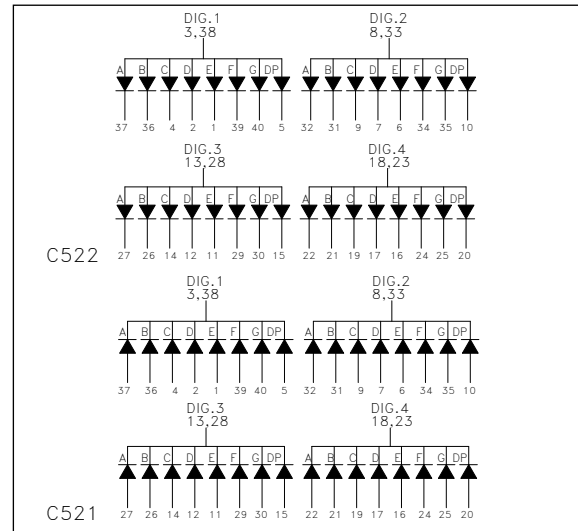 DIG.1 DIG.2
3,38 8,33
A B C D E F G DP A B C D E F G DP
37 36 4 2 1 39 40 5 32 31 9 7 6 34 35 10
DIG.3 DIG.4
13,28 18,23
A B C D E F G DP A B C D E F G DP
27 26 14 12 11 29 30 15 22 21 19 17 16 24 25 20
C522
DIG.1 DIG.2
3,38 8,33
A B C D E F G DP A B C D E F G DP
37 36 4 2 1 39 40 5 32 31 9 7 6 34 35 10
DIG.3 DIG.4
13,28 18,23
A B C D E F G DP A B C D E F G DP
27 26 14 12 11 29 30 15 22 21 19 17 16 24 25 20
C521